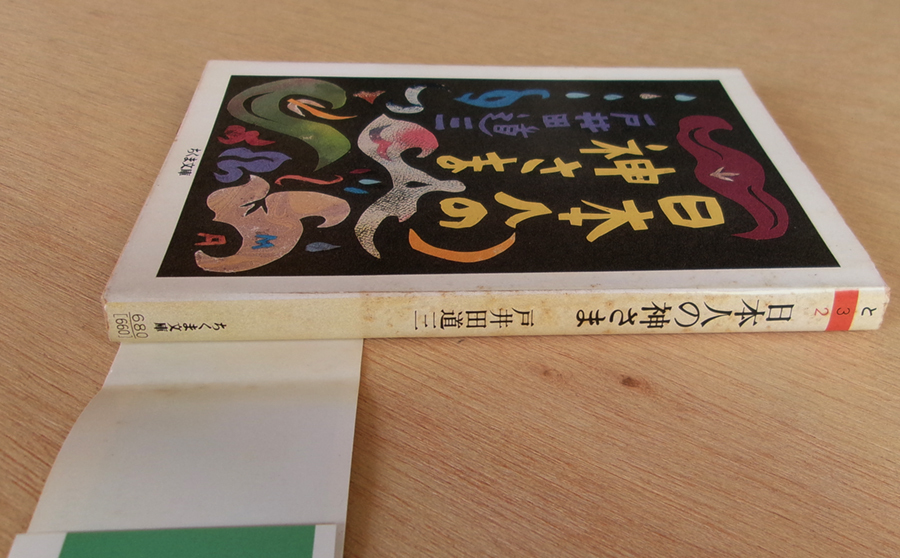 日本人の
神さま
戸井田道三
ちくま文庫
A
M
と
3
2
日本人の神さま
戸井田道三
ちくま文庫
680
[660]